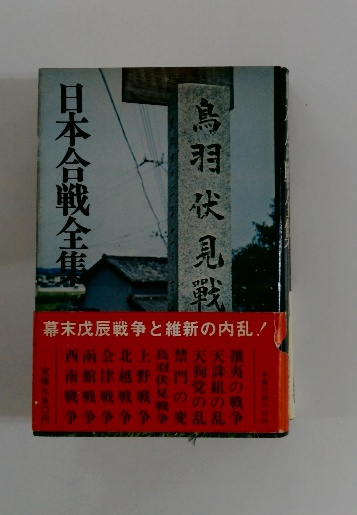 日本合戦全集
鳥羽伏見戰
幕末戊辰戦争と維新の内乱!
攘夷の戦争
天誅組の乱
天狗党の乱
禁門の変
鳥羽伏見戦争
上野戦争
北越戦争
会津戦争
函館戦争
西南戦争